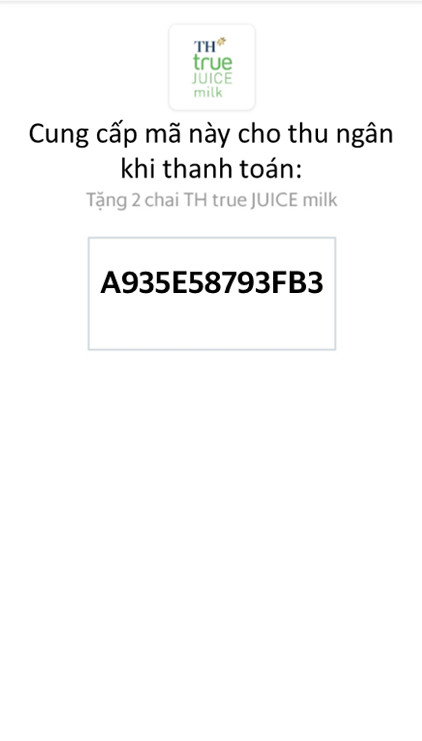 TH
true
JUICE
milk
Cung cấp mã này cho thu ngân
khi thanh toán:
Tặng 2 chai TH true JUICE milk
A935E58793FB3